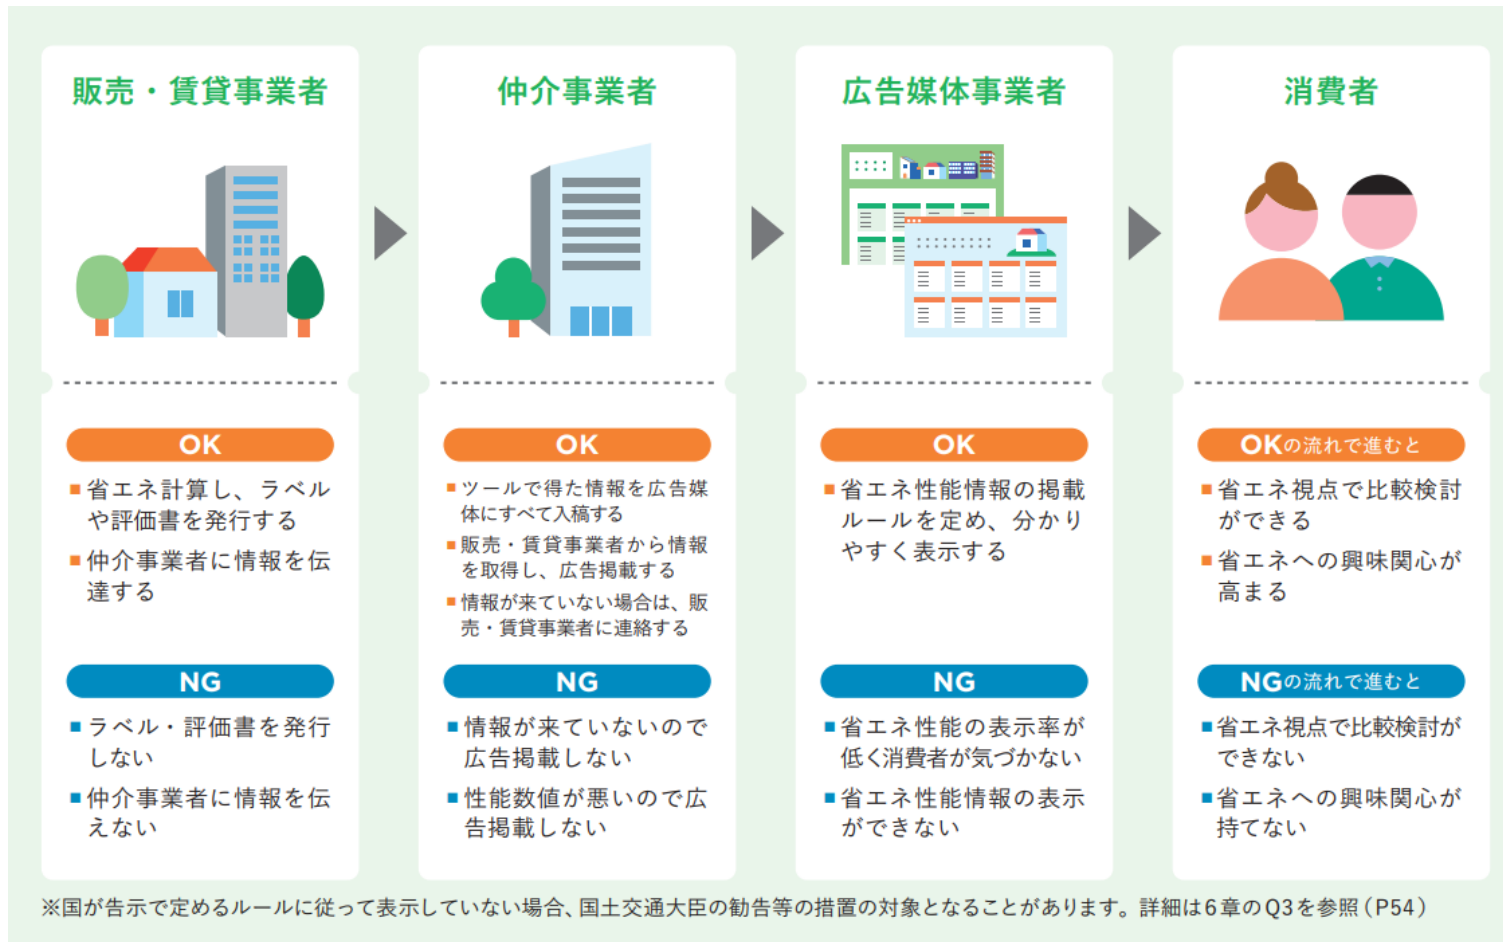 販売・賃貸事業者
OK
■省エネ計算し、ラベル
や評価書を発行する
■仲介事業者に情報を伝
達する
NG
■ラベル・評価書を発行
しない
■仲介事業者に情報を伝
えない
仲介事業者
OK
■ツールで得た情報を広告媒
体にすべて入稿する
■販売・賃貸事業者から情報
を取得し、広告掲載する
■情報が来ていない場合は、販
売・賃貸事業者に連絡する
NG
■情報が来ていないので
広告掲載しない
■性能数値が悪いので広
告掲載しない
広告媒体事業者
OK
■省エネ性能情報の掲載
ルールを定め、分かり
やすく表示する
NG
■省エネ性能の表示率が
低く消費者が気づかない
■省エネ性能情報の表示
ができない
消費者
OKの流れで進むと
■省エネ視点で比較検討
ができる
■省エネへの興味関心が
高まる
NGの流れで進むと
■省エネ視点で比較検討が
できない
■省エネへの興味関心が
持てない
※国が告示で定めるルールに従って表示していない場合、国土交通大臣の勧告等の措置の対象となることがあります。詳細は6章のQ3を参照（P54）